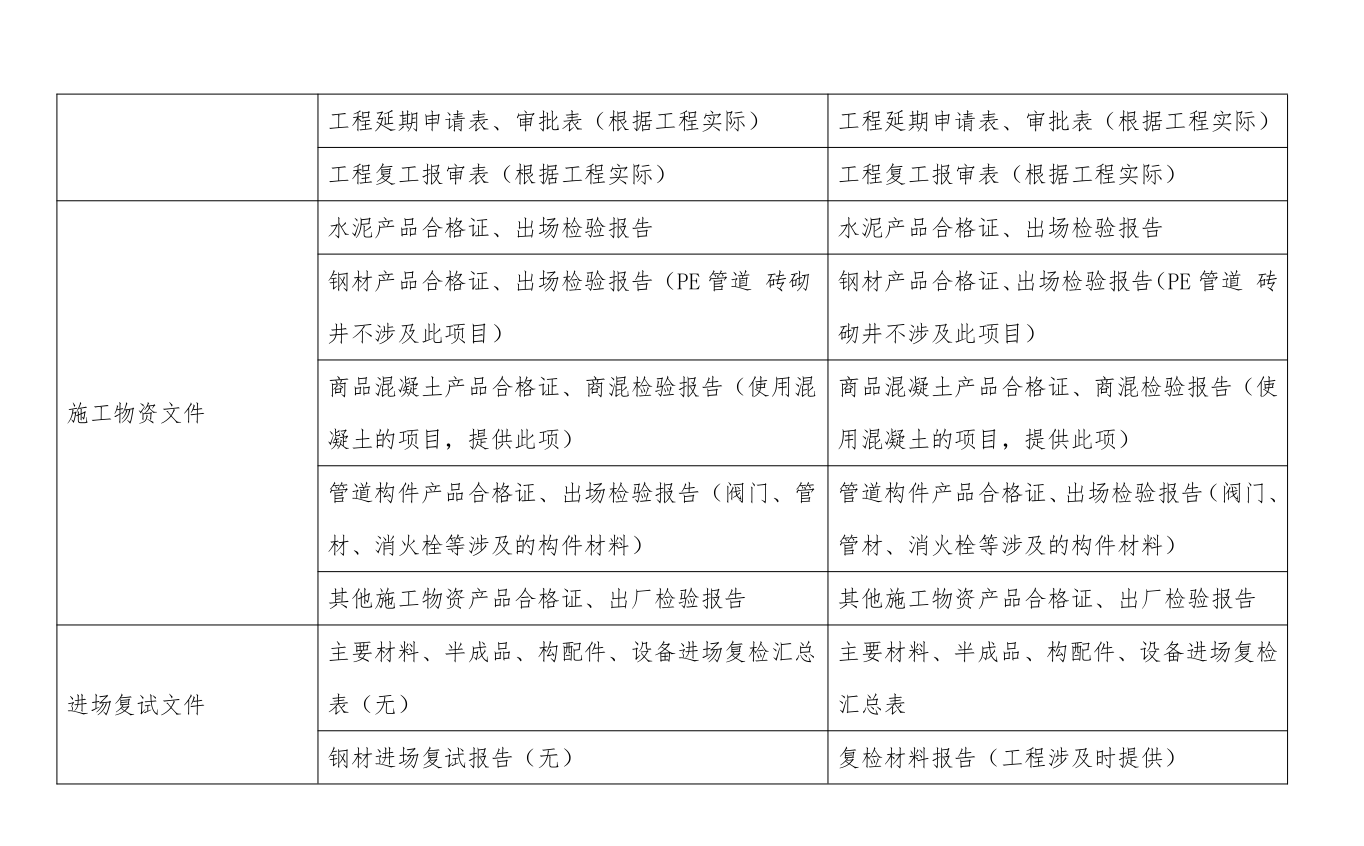 工程延期申请表、审批表（根据工程实际）
工程延期申请表、审批表（根据工程实际）
工程复工报审表（根据工程实际）
工程复工报审表（根据工程实际）
施工物资文件
水泥产品合格证、出场检验报告
水泥产品合格证、出场检验报告
钢材产品合格证、出场检验报告（PE 管道 砖砌
井不涉及此项目）
钢材产品合格证、出场检验报告（PE 管道 砖
砌井不涉及此项目）
商品混凝土产品合格证、商混检验报告（使用混
凝土的项目，提供此项）
商品混凝土产品合格证、商混检验报告（使
用混凝土的项目，提供此项）
管道构件产品合格证、出场检验报告（阀门、管
材、消火栓等涉及的构件材料）
管道构件产品合格证、出场检验报告（阀门、
管材、消火栓等涉及的构件材料）
其他施工物资产品合格证、出厂检验报告
其他施工物资产品合格证、出厂检验报告
进场复试文件
主要材料、半成品、构配件、设备进场复检汇总
表（无）
主要材料、半成品、构配件、设备进场复检
汇总表
钢材进场复试报告（无）
复检材料报告（工程涉及时提供）